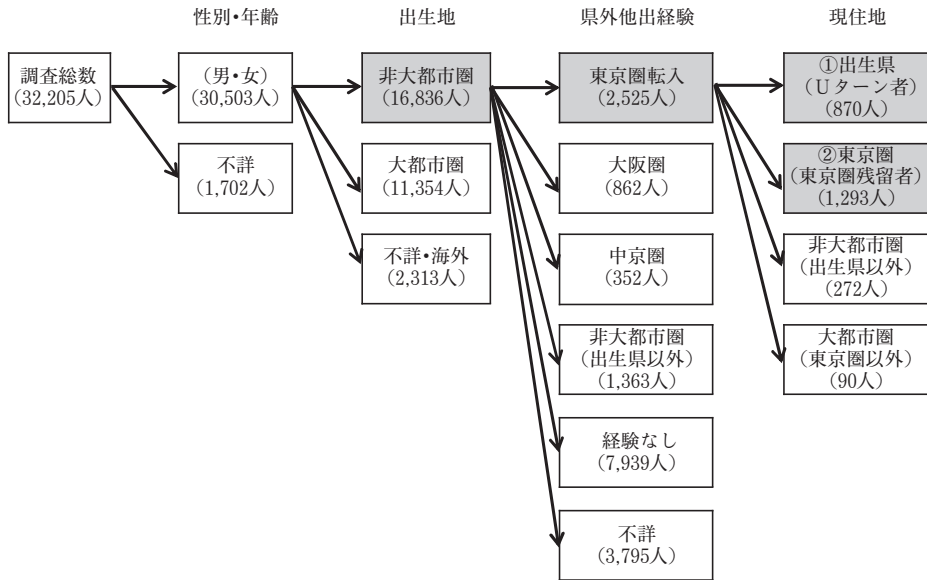 性別・年齢
出生地
県外他出経験
現住地
調査総数
（32,205人）
（男・女）
（30,503人）
非大都市圏
（16,836人）
東京圏転入
（2,525人）
①出生県
（Uターン者）
（870人）
不詳
（1,702人）
大都市圏
（11,354人）
大阪圏
（862人）
②東京圏
（東京圏残留者）
（1,293人）
不詳・海外
（2,313人）
中京圏
（352人）
非大都市圏
（出生県以外）
（272人）
非大都市圏
（出生県以外）
（1,363人）
大都市圏
（東京圏以外）
（90人）
経験なし
（7,939人）
不詳
（3,795人）